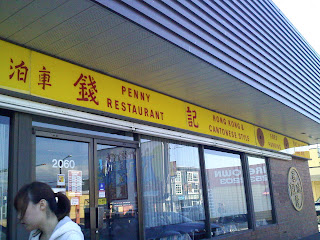 泊車
錢
PENNY
RESTAURANT
記
HONG KONG &
CANTONESE STYLE
2060